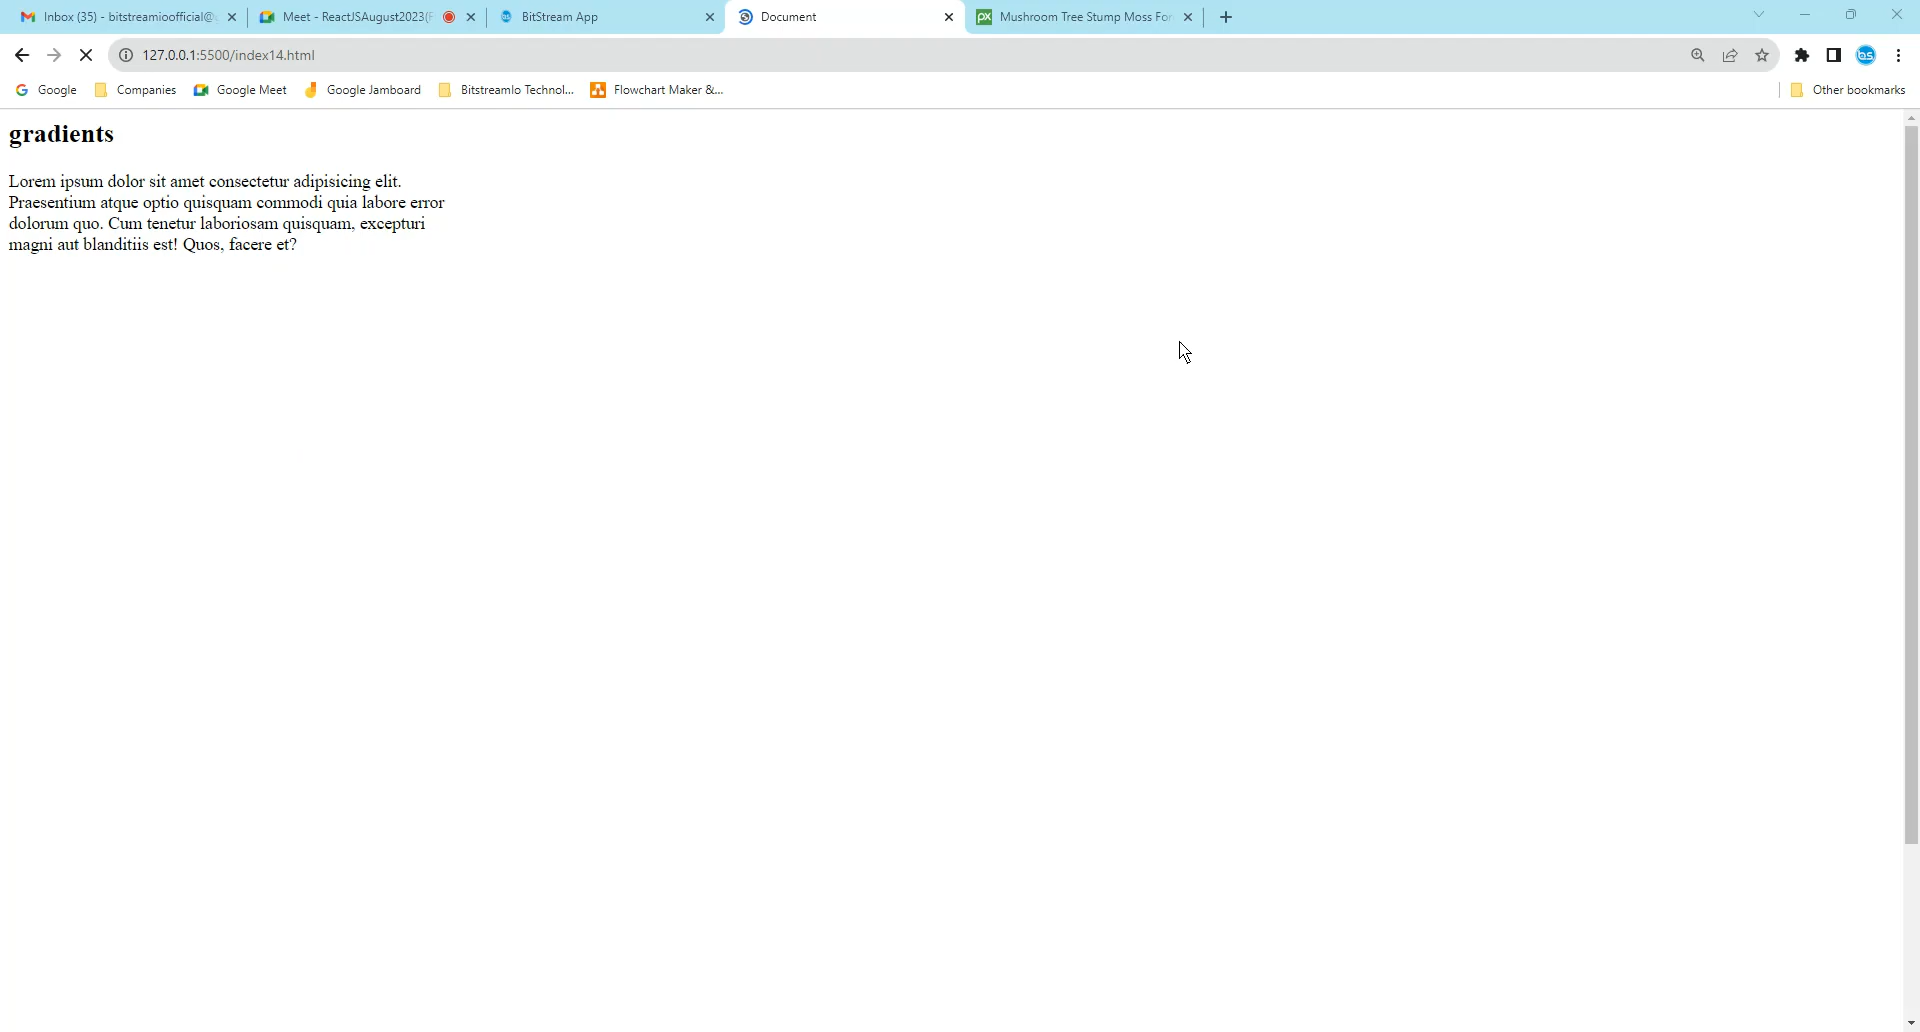 Inbox (35) - bitstreamioofficial@
Meet - ReactJSAugust2023(
BitStream App
Document
px
Mushroom Tree Stump Moss For
127.0.0.1:5500/index14.html
bs
Google
Companies
Google Meet
Google Jamboard
BitstreamIo Technol...
Flowchart Maker &...
Other bookmarks
gradients
Lorem ipsum dolor sit amet consectetur adipisicing elit.
Praesentium atque optio quisquam commodi quia labore error
dolorum quo. Cum tenetur laboriosam quisquam, excepturi
magni aut blanditiis est! Quos, facere et?